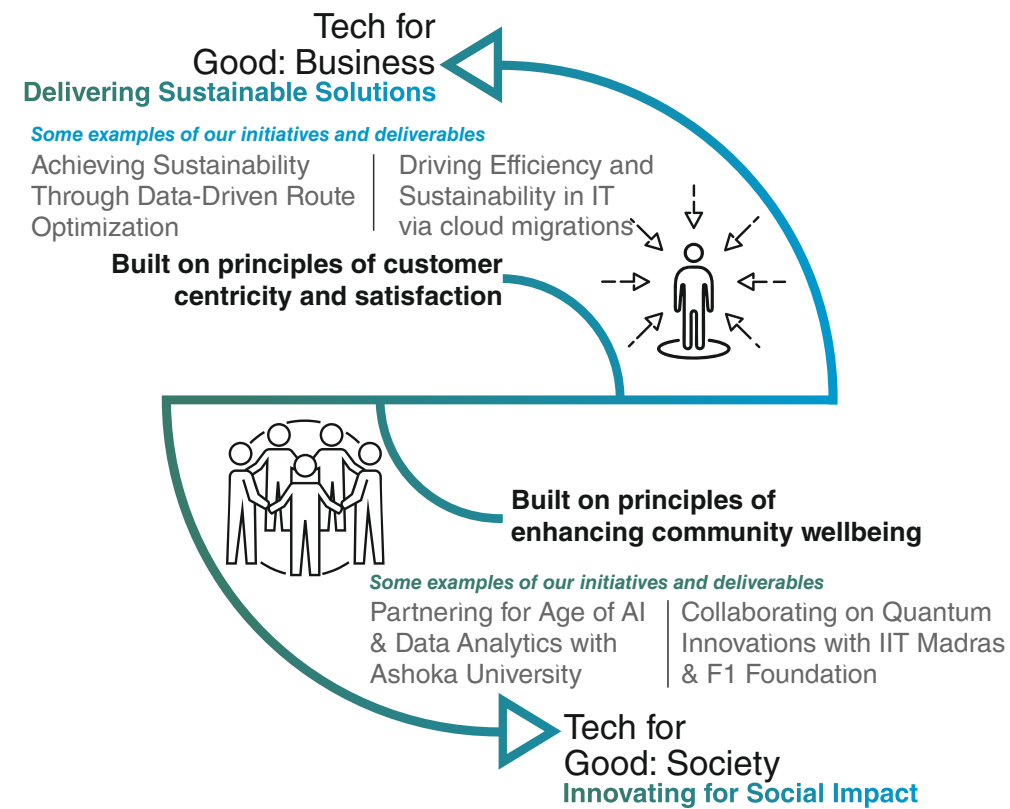 Tech for
Good: Business
Delivering Sustainable Solutions
Some examples of our initiatives and deliverables
Achieving Sustainability
Through Data-Driven Route
Optimization
Driving Efficiency and
Sustainability in IT
via cloud migrations
Built on principles of customer
centricity and satisfaction
Built on principles of
enhancing community wellbeing
Some examples of our initiatives and deliverables
Partnering for Age of AI
& Data Analytics with
Ashoka University
Collaborating on Quantum
Innovations with IIT Madras
& F1 Foundation
Tech for
Good: Society
Innovating for Social Impact